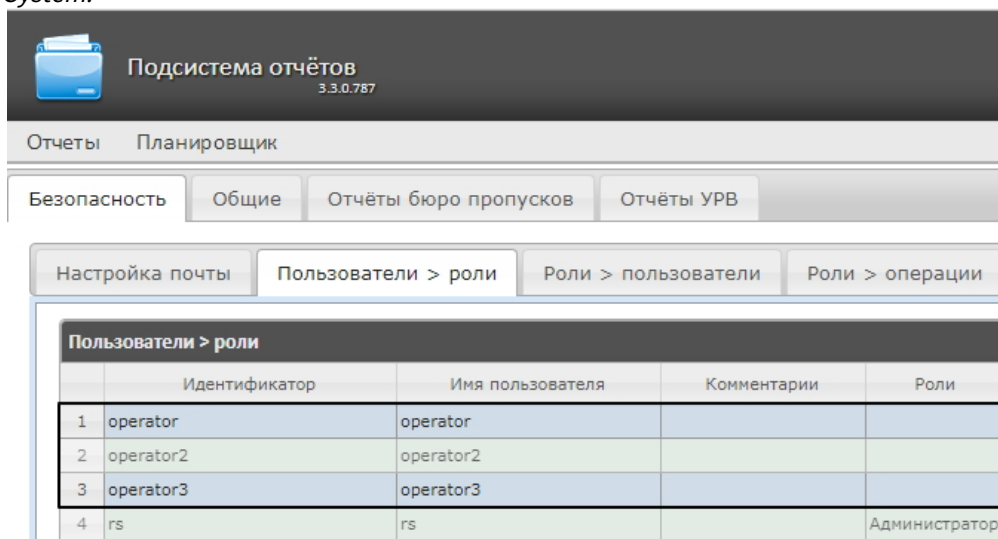 System.
Подсистема отчётов
3.3.0.787
Отчеты Планировщик
Безопасность Общие Отчёты бюро пропусков Отчёты УРВ
Настройка почты Пользователи > роли Роли > пользователи Роли > операции
Пользователи > роли
Идентификатор Имя пользователя Комментарии Роли
1 operator operator
2 operator2 operator2
3 operator3 operator3
4 rs rs Администратор